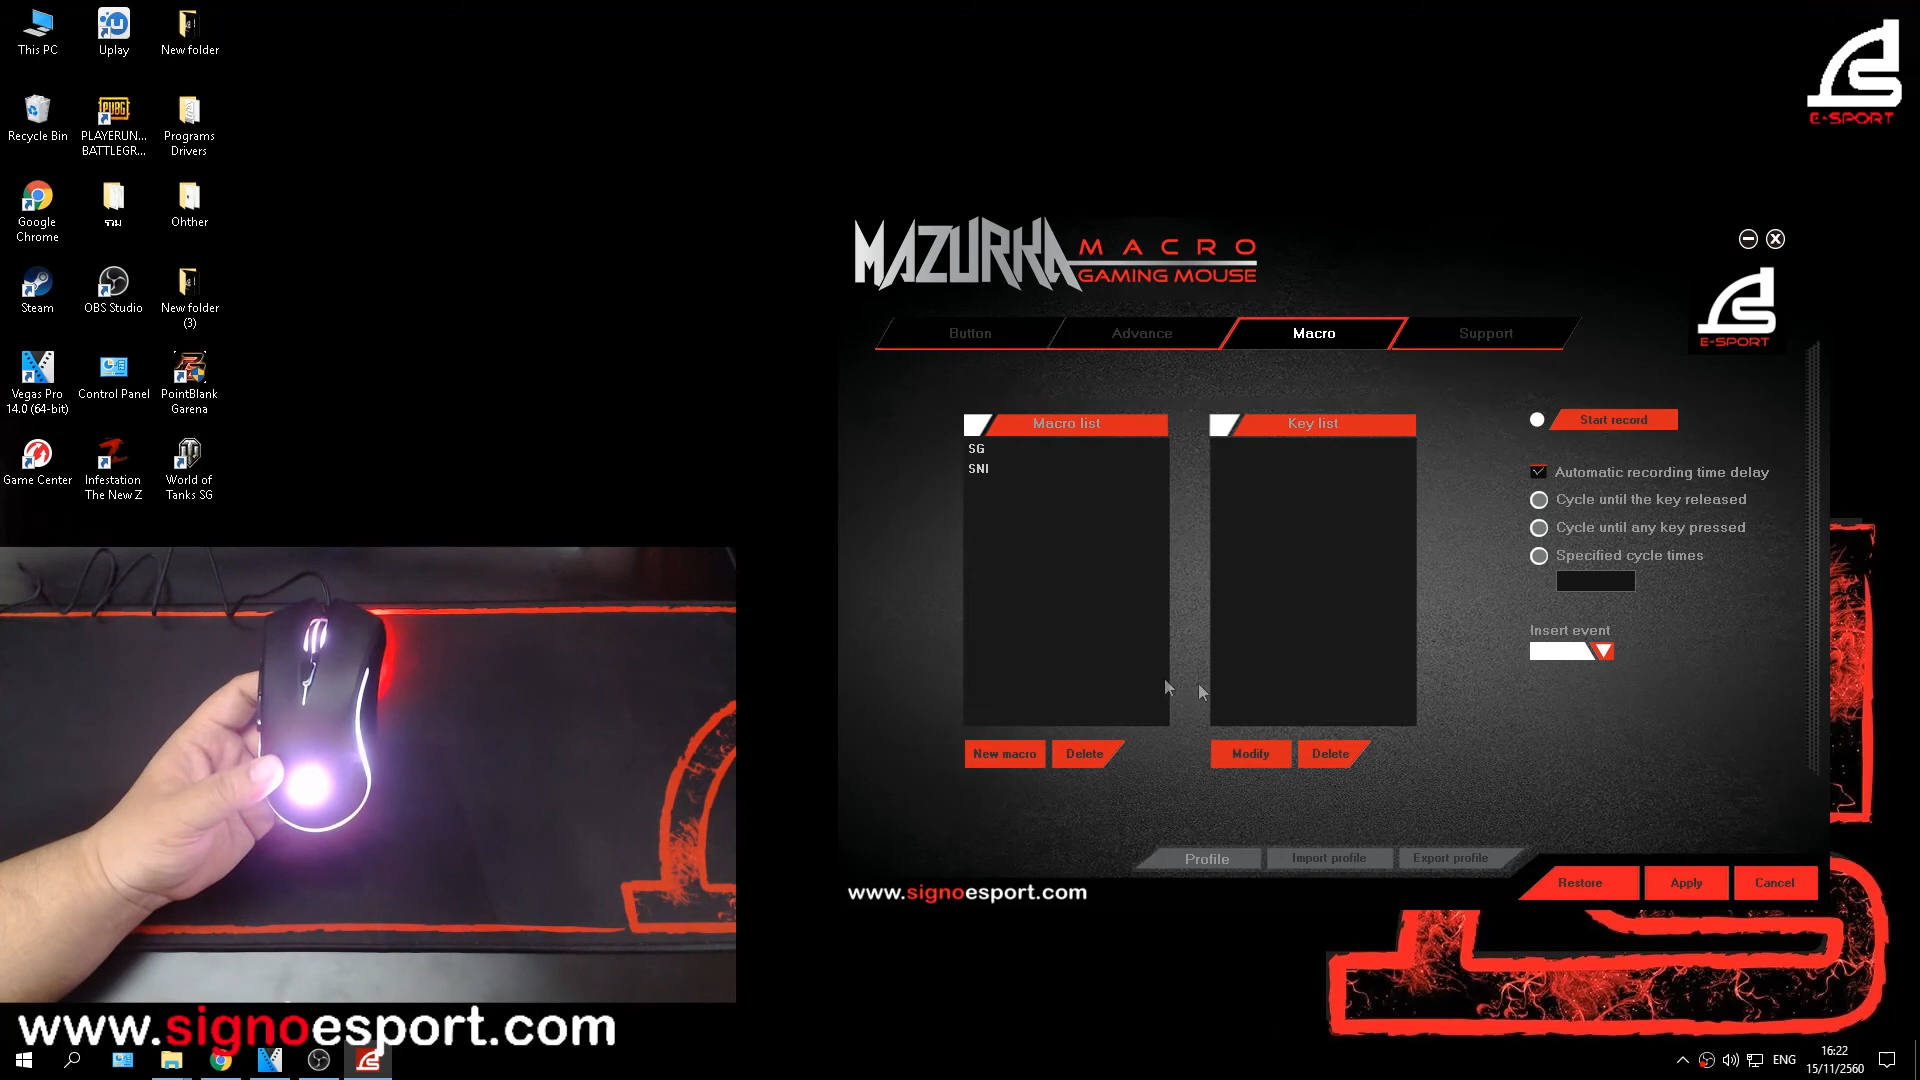 This PC
Uplay
New folder
Recycle Bin
PUBG
PLAYERUN...
BATTLEGR...
Programs
Drivers
Google
Chrome
รวม
Ohther
Steam
OBS Studio
New folder
(3)
Vegas Pro
14.0 (64-bit)
Control Panel
PointBlank
Garena
Game Center
Infestation
The New Z
World of
Tanks SG
E-SPORT
MAZURKA MACRO
GAMING MOUSE
E-SPORT
Button
Advance
Macro
Support
Macro list
SG
SNI
Key list
Start record
Automatic recording time delay
Cycle until the key released
Cycle until any key pressed
Specified cycle times
Insert event
New macro
Delete
Modify
Delete
Profile
Import profile
Export profile
www.signoesport.com
Restore
Apply
Cancel
www.signoesport.com
ENG
16:22
15/11/2560